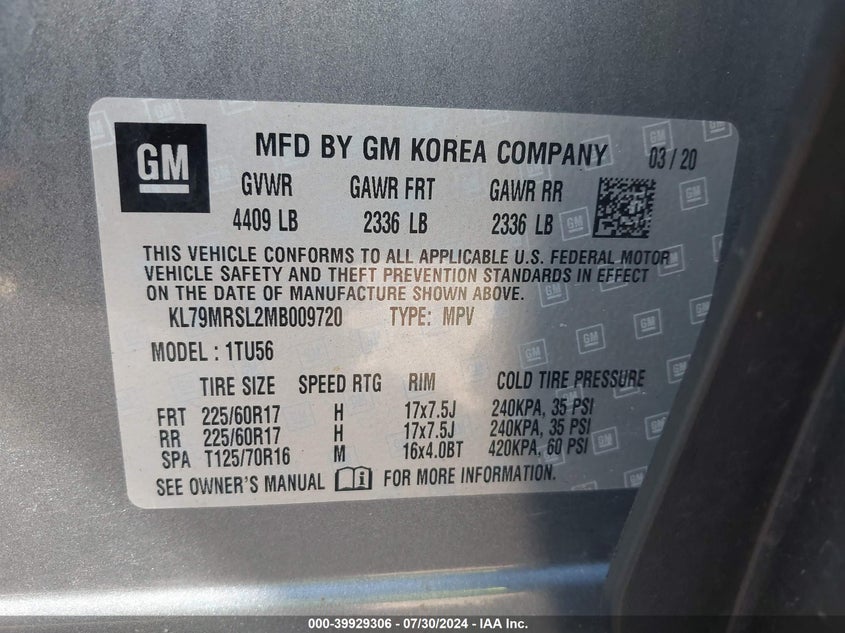 GM
MFD BY GM KOREA COMPANY 03/20
GVWR GAWR FRT GAWR RR
4409 LB 2336 LB 2336 LB
THIS VEHICLE CONFORMS TO ALL APPLICABLE U.S. FEDERAL MOTOR
VEHICLE SAFETY AND THEFT PREVENTION STANDARDS IN EFFECT
ON THE DATE OF MANUFACTURE SHOWN ABOVE.
KL79MRSL2MB009720 TYPE: MPV
MODEL : 1TU56
TIRE SIZE SPEED RTG RIM COLD TIRE PRESSURE
FRT 225/60R17 H 17x7.5J 240KPA, 35 PSI
RR 225/60R17 H 17x7.5J 240KPA, 35 PSI
SPA T125/70R16 M 16x4.0BT 420KPA, 60 PSI
SEE OWNER'S MANUAL FOR MORE INFORMATION.
000-39929306 - 07/30/2024 - IAA Inc.